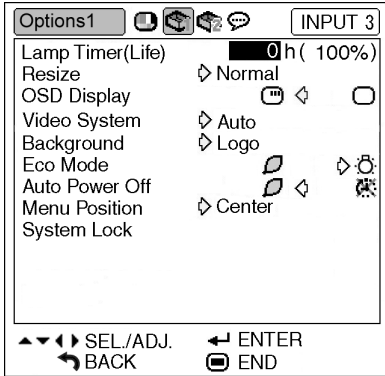 Options1 2 INPUT 3
Lamp Timer(Life) 0 h ( 100%)
Resize Normal
OSD Display
Video System Auto
Background Logo
Eco Mode
Auto Power Off
Menu Position Center
System Lock
SEL./ADJ. ENTER
BACK END